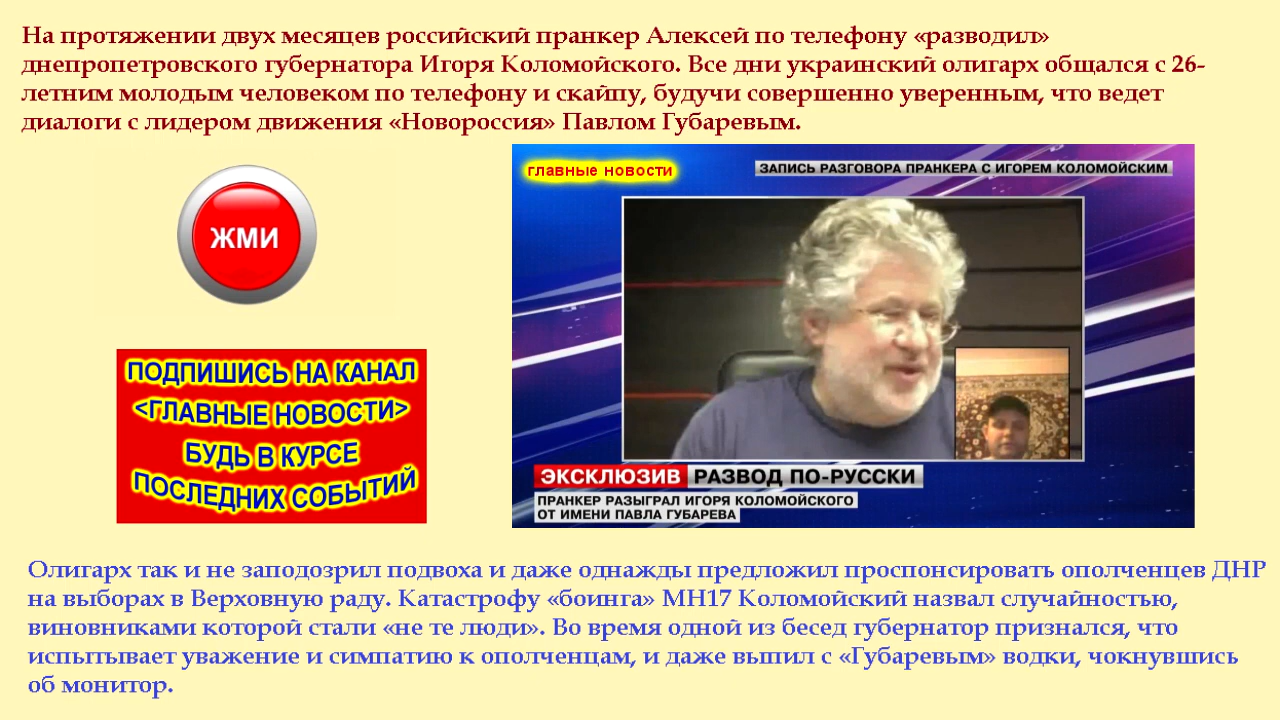 На протяжении двух месяцев российский пранкер Алексей по телефону «разводил»
днепропетровского губернатора Игоря Коломойского. Все дни украинский олигарх общался с 26-
летним молодым человеком по телефону и скайпу, будучи совершенно уверенным, что ведет
диалоги с лидером движения «Новороссия» Павлом Губаревым.
ЖМИ
ПОДПИШИСЬ НА КАНАЛ
<ГЛАВНЫЕ НОВОСТИ>
БУДЬ В КУРСЕ
ПОСЛЕДНИХ СОБЫТИЙ
главные новости
ЗАПИСЬ РАЗГОВОРА ПРАНКЕРА С ИГОРЕМ КОЛОМОЙСКИМ
ЭКСКЛЮЗИВ РАЗВОД ПО-РУССКИ
ПРАНКЕР РАЗЫГРАЛ ИГОРЯ КОЛОМОЙСКОГО
ОТ ИМЕНИ ПАВЛА ГУБАРЕВА
Олигарх так и не заподозрил подвоха и даже однажды предложил проспонсировать ополченцев ДНР
на выборах в Верховную раду. Катастрофу «боинга» МН17 Коломойский назвал случайностью,
виновниками которой стали «не те люди». Во время одной из бесед губернатор признался, что
испытывает уважение и симпатию к ополченцам, и даже выпил с «Губаревым» водки, чокнувшись
об монитор.